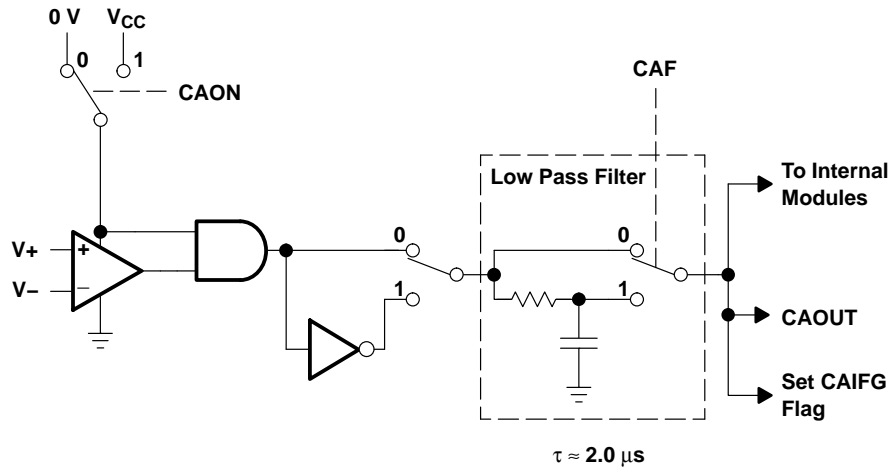 0 V VCC
0 1
CAON
CAF
Low Pass Filter
To Internal
Modules
V+ +
V− −
0
1
0
1
CAOUT
Set CAIFG
Flag
τ ≈ 2.0 μs